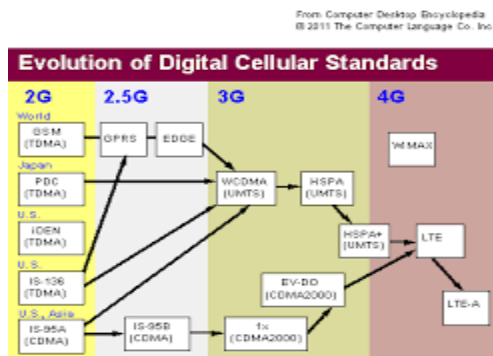 From Computer Desktop Encyclopedia
© 2011 The Computer Language Co. Inc.
Evolution of Digital Cellular Standards
2G 2.5G 3G 4G
World
GSM
(TDMA)
GPRS
EDGE
WiMAX
Japan
PDC
(TDMA)
WCDMA
(UMTS)
HSPA
(UMTS)
U.S.
iDEN
(TDMA)
HSPA+
(UMTS)
LTE
U.S.
IS-136
(TDMA)
EV-DO
(CDMA2000)
LTE-A
U.S., Asia
IS-95A
(CDMA)
IS-95B
(CDMA)
1x
(CDMA2000)